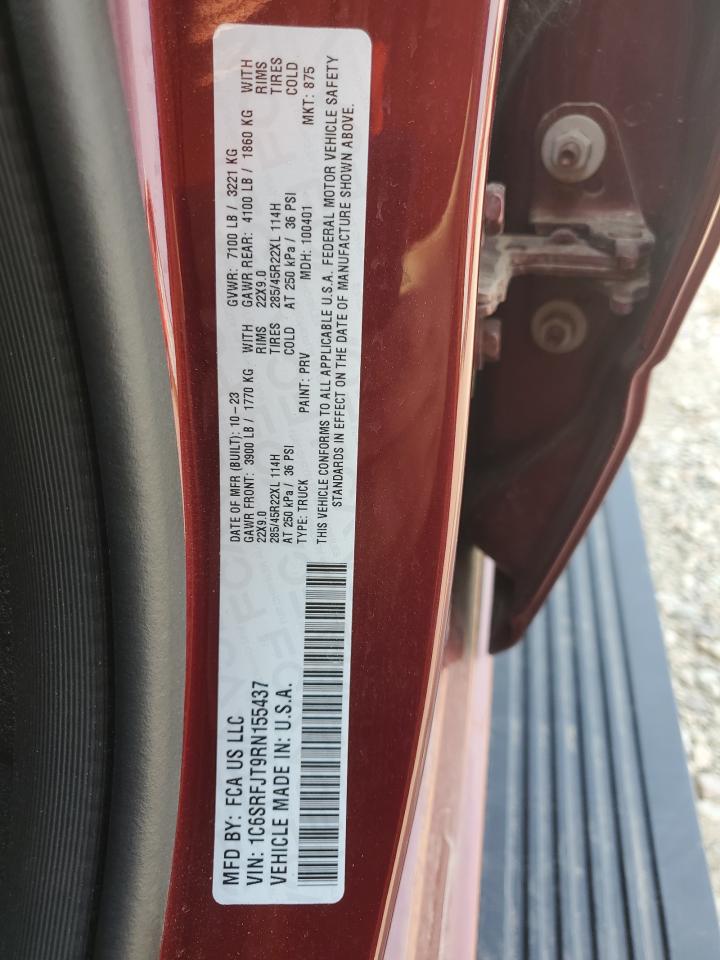 MFD BY: FCA US LLC
VIN: 1C6SRFJT9RN155437
VEHICLE MADE IN: U.S.A.
DATE OF MFR (BUILT): 10-23 GVWR: 7100 LB / 3221 KG
GAWR FRONT: 3900 LB / 1770 KG WITH GAWR REAR: 4100 LB / 1860 KG WITH
22X9.0 RIMS 22X9.0 RIMS
285/45R22XL 114H TIRES 285/45R22XL 114H TIRES
AT 250 kPa / 36 PSI COLD AT 250 kPa / 36 PSI COLD
TYPE: TRUCK PAINT: PRV MDH: 100401 MKT: 875
THIS VEHICLE CONFORMS TO ALL APPLICABLE U.S.A. FEDERAL MOTOR VEHICLE SAFETY
STANDARDS IN EFFECT ON THE DATE OF MANUFACTURE SHOWN ABOVE.